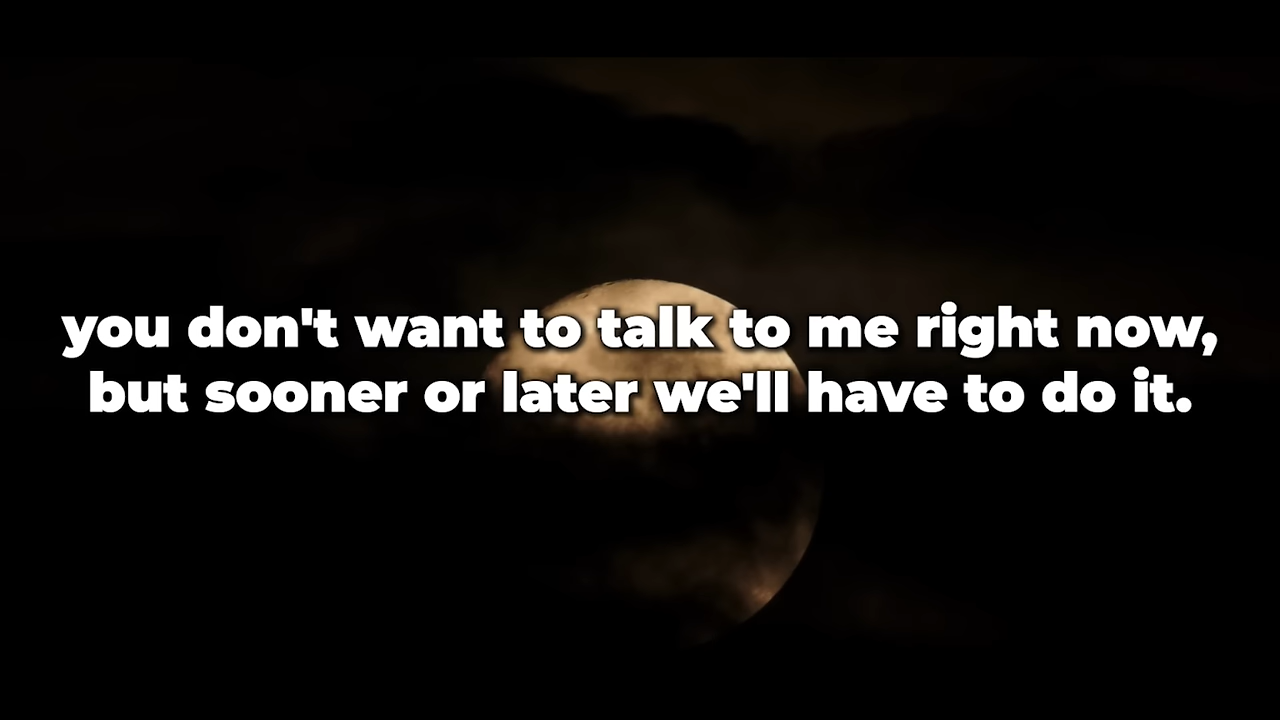 you don't want to talk to me right now,
but sooner or later we'll have to do it.